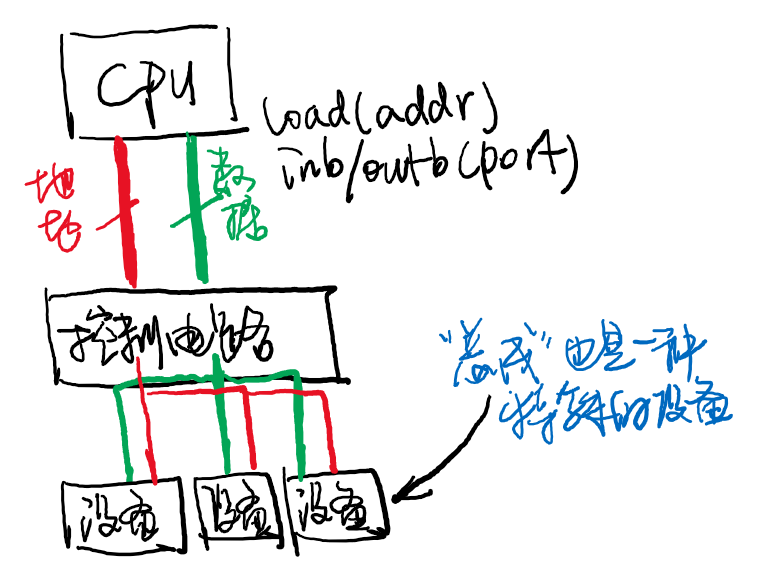 CPU
load(addr)
inb/outb(port)
地址
数据
控制电路
"总线"也是一种
特殊的设备
设备
设备
设备